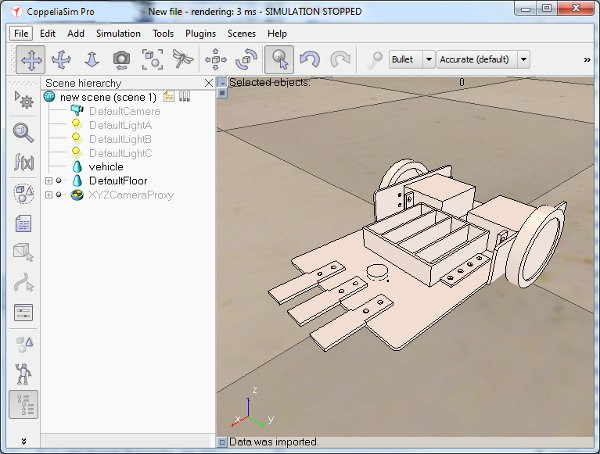 CoppeliaSim Pro
New file - rendering: 3 ms - SIMULATION STOPPED
File Edit Add Simulation Tools Plugins Scenes Help
Bullet Accurate (default) »
Scene hierarchy
Selected objects: 0
new scene (scene 1)
DefaultCamera
DefaultLightA
DefaultLightB
DefaultLightC
vehicle
DefaultFloor
XYZCameraProxy
f(x)
z
x
y
Data was imported.